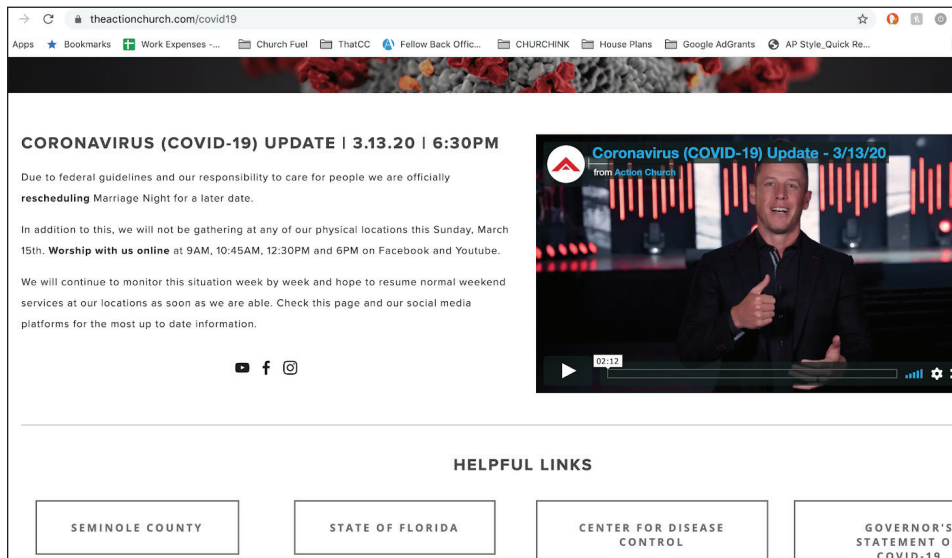 theactionchurch.com/covid19
Apps Bookmarks Work Expenses -... Church Fuel ThatCC Fellow Back Offic... CHURCHINK House Plans Google AdGrants AP Style_Quick Re...
CORONAVIRUS (COVID-19) UPDATE | 3.13.20 | 6:30PM
Due to federal guidelines and our responsibility to care for people we are officially
rescheduling Marriage Night for a later date.
In addition to this, we will not be gathering at any of our physical locations this Sunday, March
15th. Worship with us online at 9AM, 10:45AM, 12:30PM and 6PM on Facebook and Youtube.
We will continue to monitor this situation week by week and hope to resume normal weekend
services at our locations as soon as we are able. Check this page and our social media
platforms for the most up to date information.
Coronavirus (COVID-19) Update - 3/13/20
from Action Church
02:12
HELPFUL LINKS
SEMINOLE COUNTY
STATE OF FLORIDA
CENTER FOR DISEASE
CONTROL
GOVERNOR'S
STATEMENT O
COVID-19